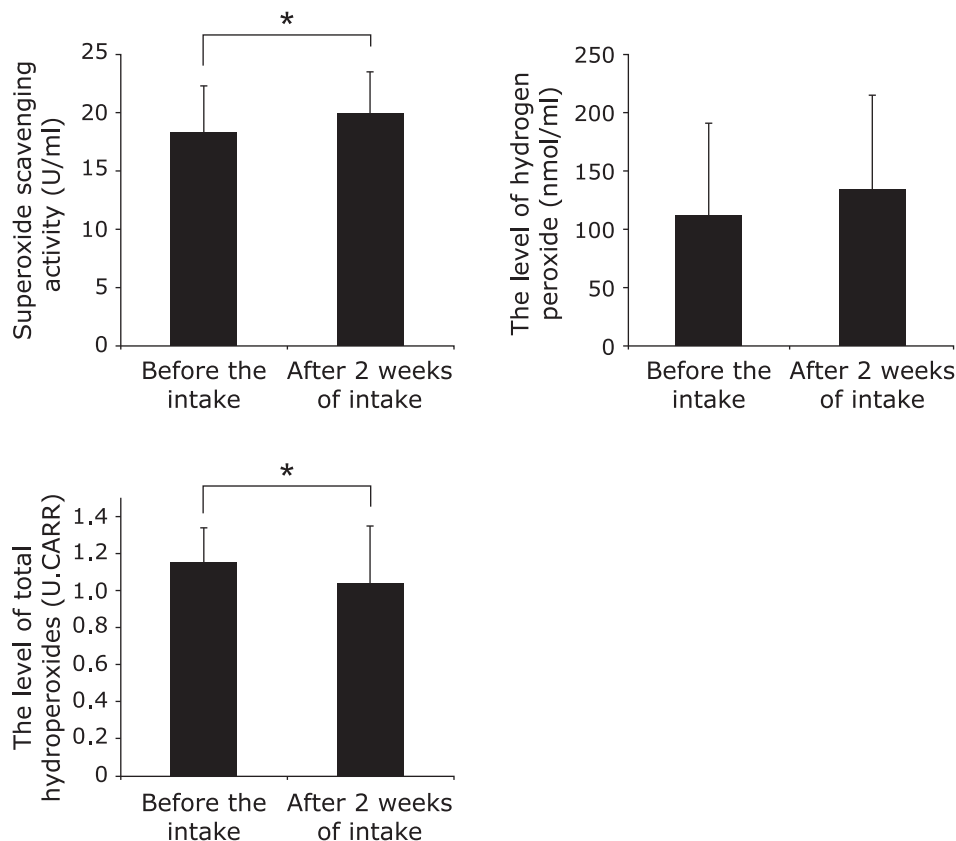 *
Superoxide scavenging
activity (U/ml)
25
20
15
10
5
0
Before the
intake
After 2 weeks
of intake
The level of hydrogen
peroxide (nmol/ml)
250
200
150
100
50
0
Before the
intake
After 2 weeks
of intake
*
The level of total
hydroperoxides (U.CARR)
1.4
1.2
1.0
0.8
0.6
0.4
0.2
0
Before the
intake
After 2 weeks
of intake